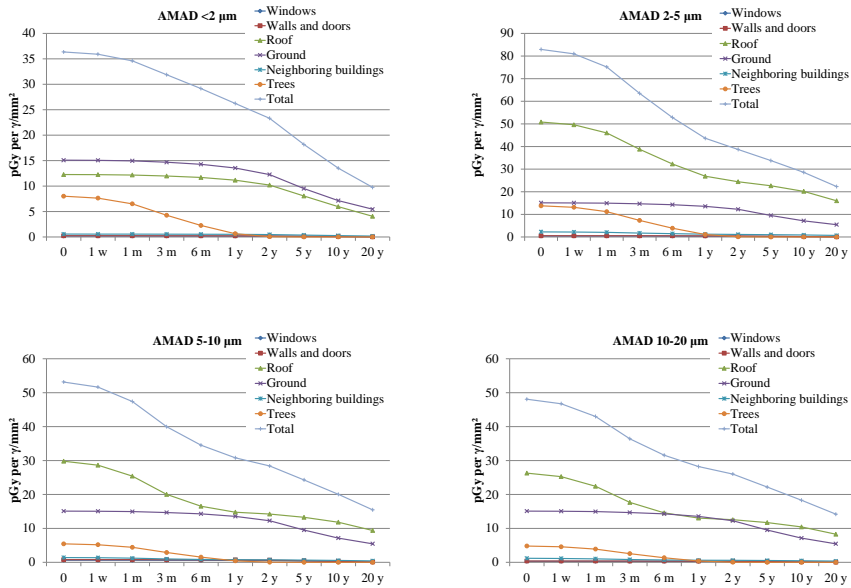 AMAD <2 µm
Windows
Walls and doors
Roof
Ground
Neighboring buildings
Trees
Total
pGy per γ/mm²
40
35
30
25
20
15
10
5
0
0 1 w 1 m 3 m 6 m 1 y 2 y 5 y 10 y 20 y
AMAD 2-5 µm
Windows
Walls and doors
Roof
Ground
Neighboring buildings
Trees
Total
pGy per γ/mm²
90
80
70
60
50
40
30
20
10
0
0 1 w 1 m 3 m 6 m 1 y 2 y 5 y 10 y 20 y
AMAD 5-10 µm
Windows
Walls and doors
Roof
Ground
Neighboring buildings
Trees
Total
pGy per γ/mm²
60
50
40
30
20
10
0
0 1 w 1 m 3 m 6 m 1 y 2 y 5 y 10 y 20 y
AMAD 10-20 µm
Windows
Walls and doors
Roof
Ground
Neighboring buildings
Trees
Total
pGy per γ/mm²
60
50
40
30
20
10
0
0 1 w 1 m 3 m 6 m 1 y 2 y 5 y 10 y 20 y